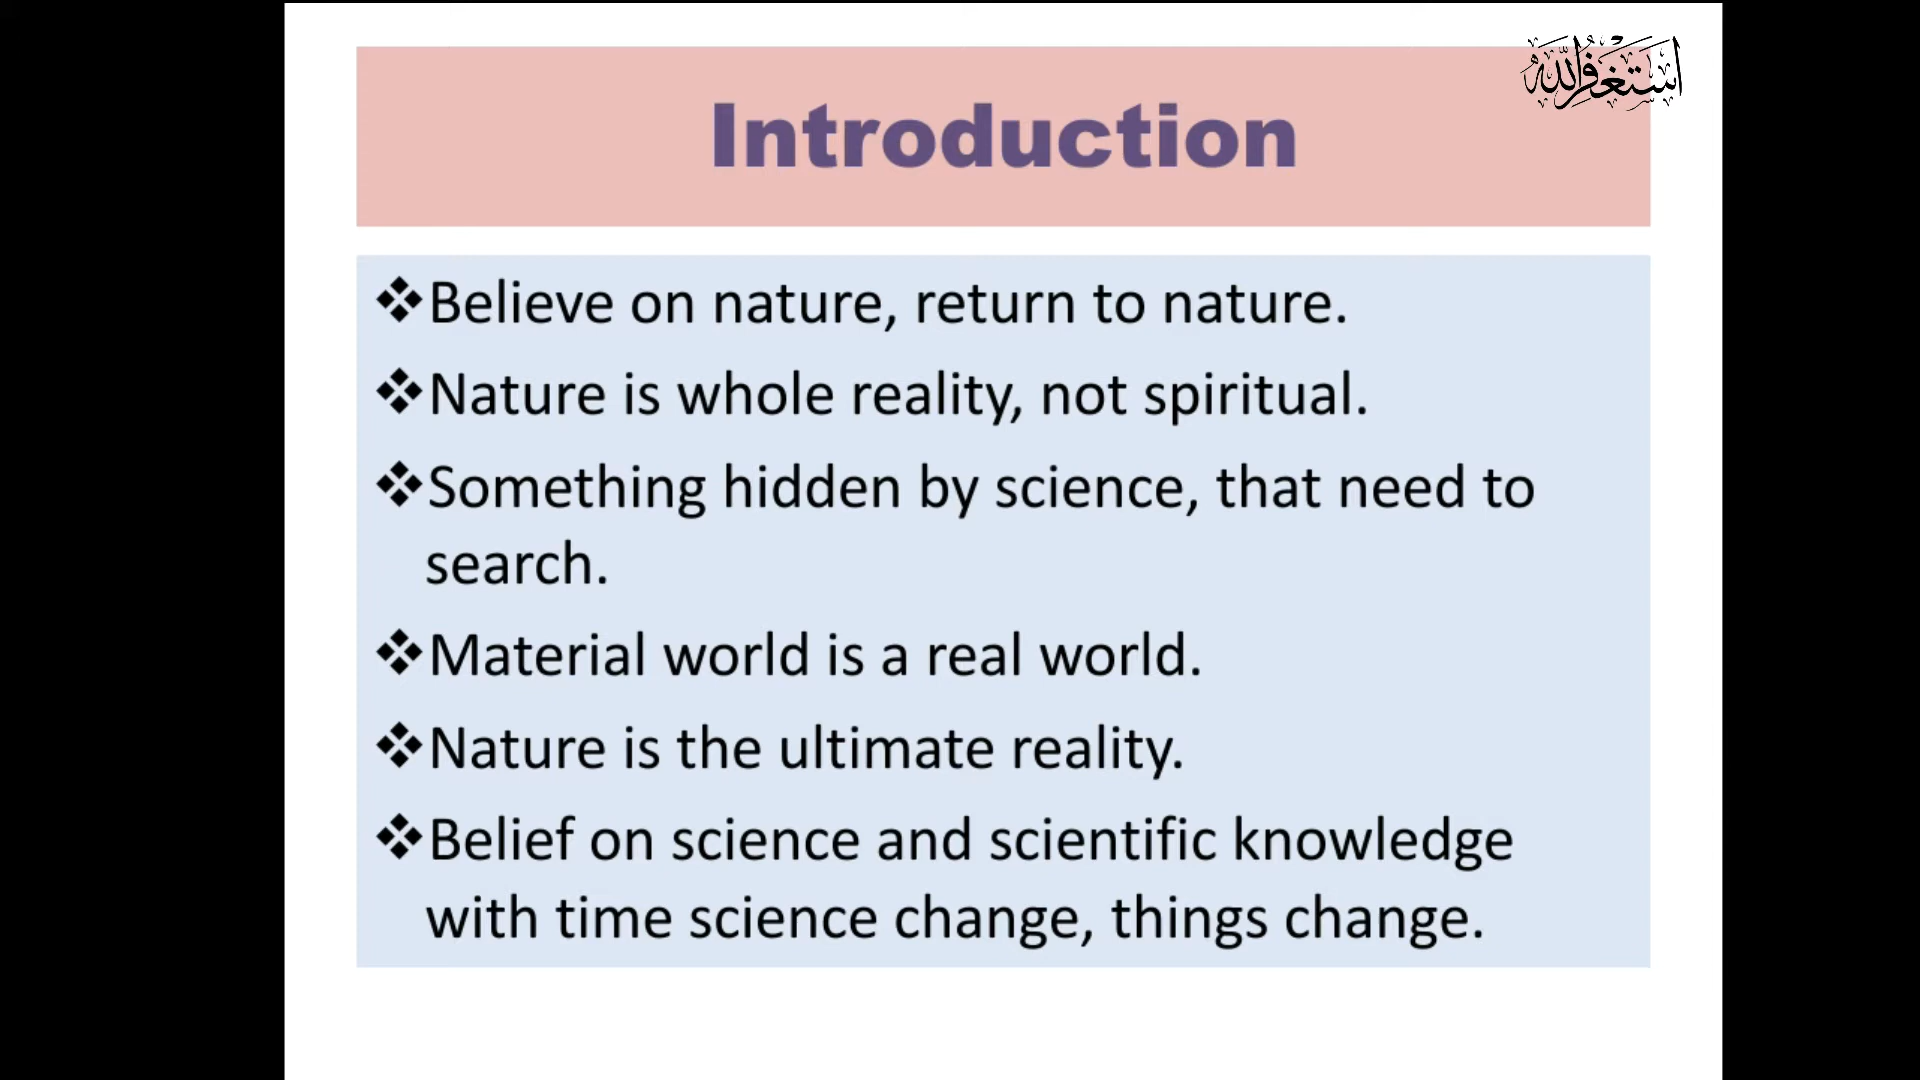 استغفر الله
Introduction
❖Believe on nature, return to nature.
❖Nature is whole reality, not spiritual.
❖Something hidden by science, that need to
search.
❖Material world is a real world.
❖Nature is the ultimate reality.
❖Belief on science and scientific knowledge
with time science change, things change.